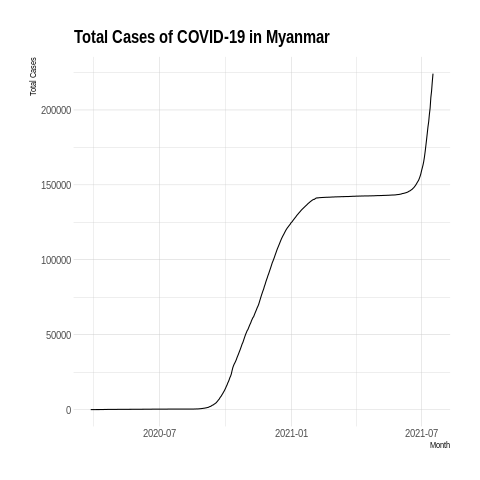 Total Cases of COVID-19 in Myanmar
Total Cases
200000
150000
100000
50000
0
2020-07 2021-01 2021-07
Month